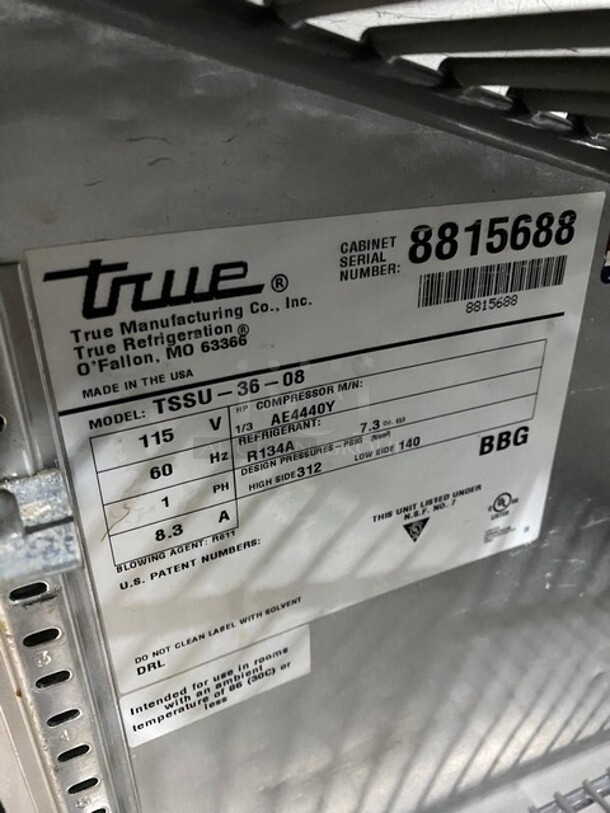 true ®
True Manufacturing Co., Inc.
True Refrigeration ®
O'Fallon, MO 63366
MADE IN THE USA
CABINET
SERIAL
NUMBER: 8815688
8815688
MODEL: TSSU-36-08
115 V
60 Hz
1 PH
8.3 A
HP COMPRESSOR M/N:
1/3 AE4440Y
REFRIGERANT: 7.3 oz.
R134A
DESIGN PRESSURES-PSIG
HIGH SIDE 312 LOW SIDE 140
BBG
BLOWING AGENT: R611
U.S. PATENT NUMBERS:
THIS UNIT LISTED UNDER
N.S.F. NO. 7
UL
LISTED
DO NOT CLEAN LABEL WITH SOLVENT
DRL
Intended for use in rooms
with an ambient
temperature of 86 (30C) or
less